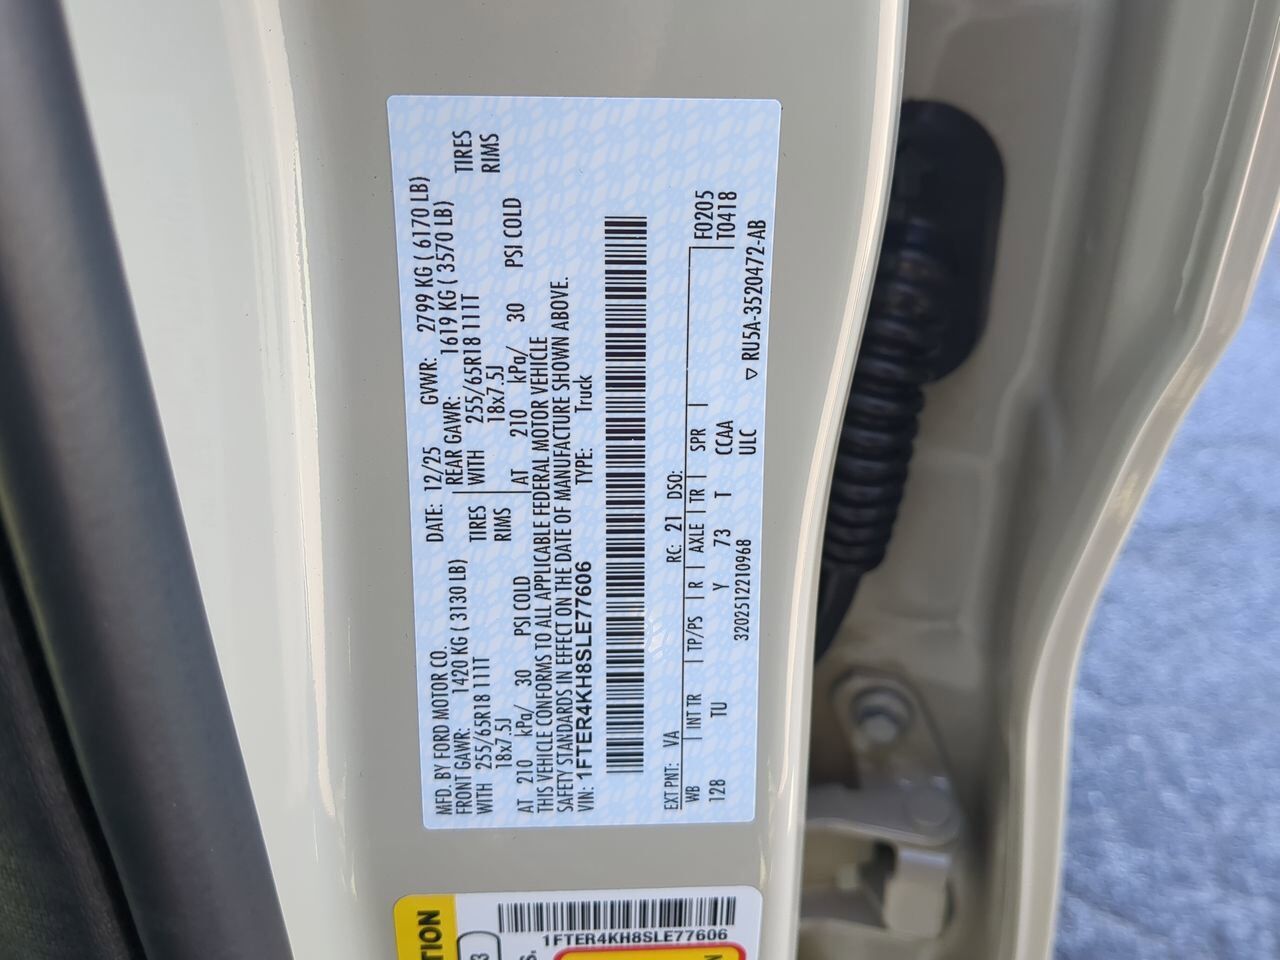 MFD. BY FORD MOTOR CO. DATE: 12/25 GVWR: 2799 KG ( 6170 LB)
FRONT GAWR: 1420 KG ( 3130 LB) REAR GAWR: 1619 KG ( 3570 LB)
WITH 255/65R18 111T TIRES WITH 255/65R18 111T TIRES
18x7.5J RIMS 18x7.5J RIMS
AT 210 kPa/ 30 PSI COLD AT 210 kPa/ 30 PSI COLD
THIS VEHICLE CONFORMS TO ALL APPLICABLE FEDERAL MOTOR VEHICLE
SAFETY STANDARDS IN EFFECT ON THE DATE OF MANUFACTURE SHOWN ABOVE.
VIN: 1FTER4KH8SLE77606 TYPE: Truck
EXT PNT: VA RC: 21 DSO: F0205
WB INT TR TP/PS R AXLE TR SPR T0418
128 TU Y 73 T CCAA
3202512210968 ULC ▽ RU5A-3520472-AB
1FTER4KH8SLE77606